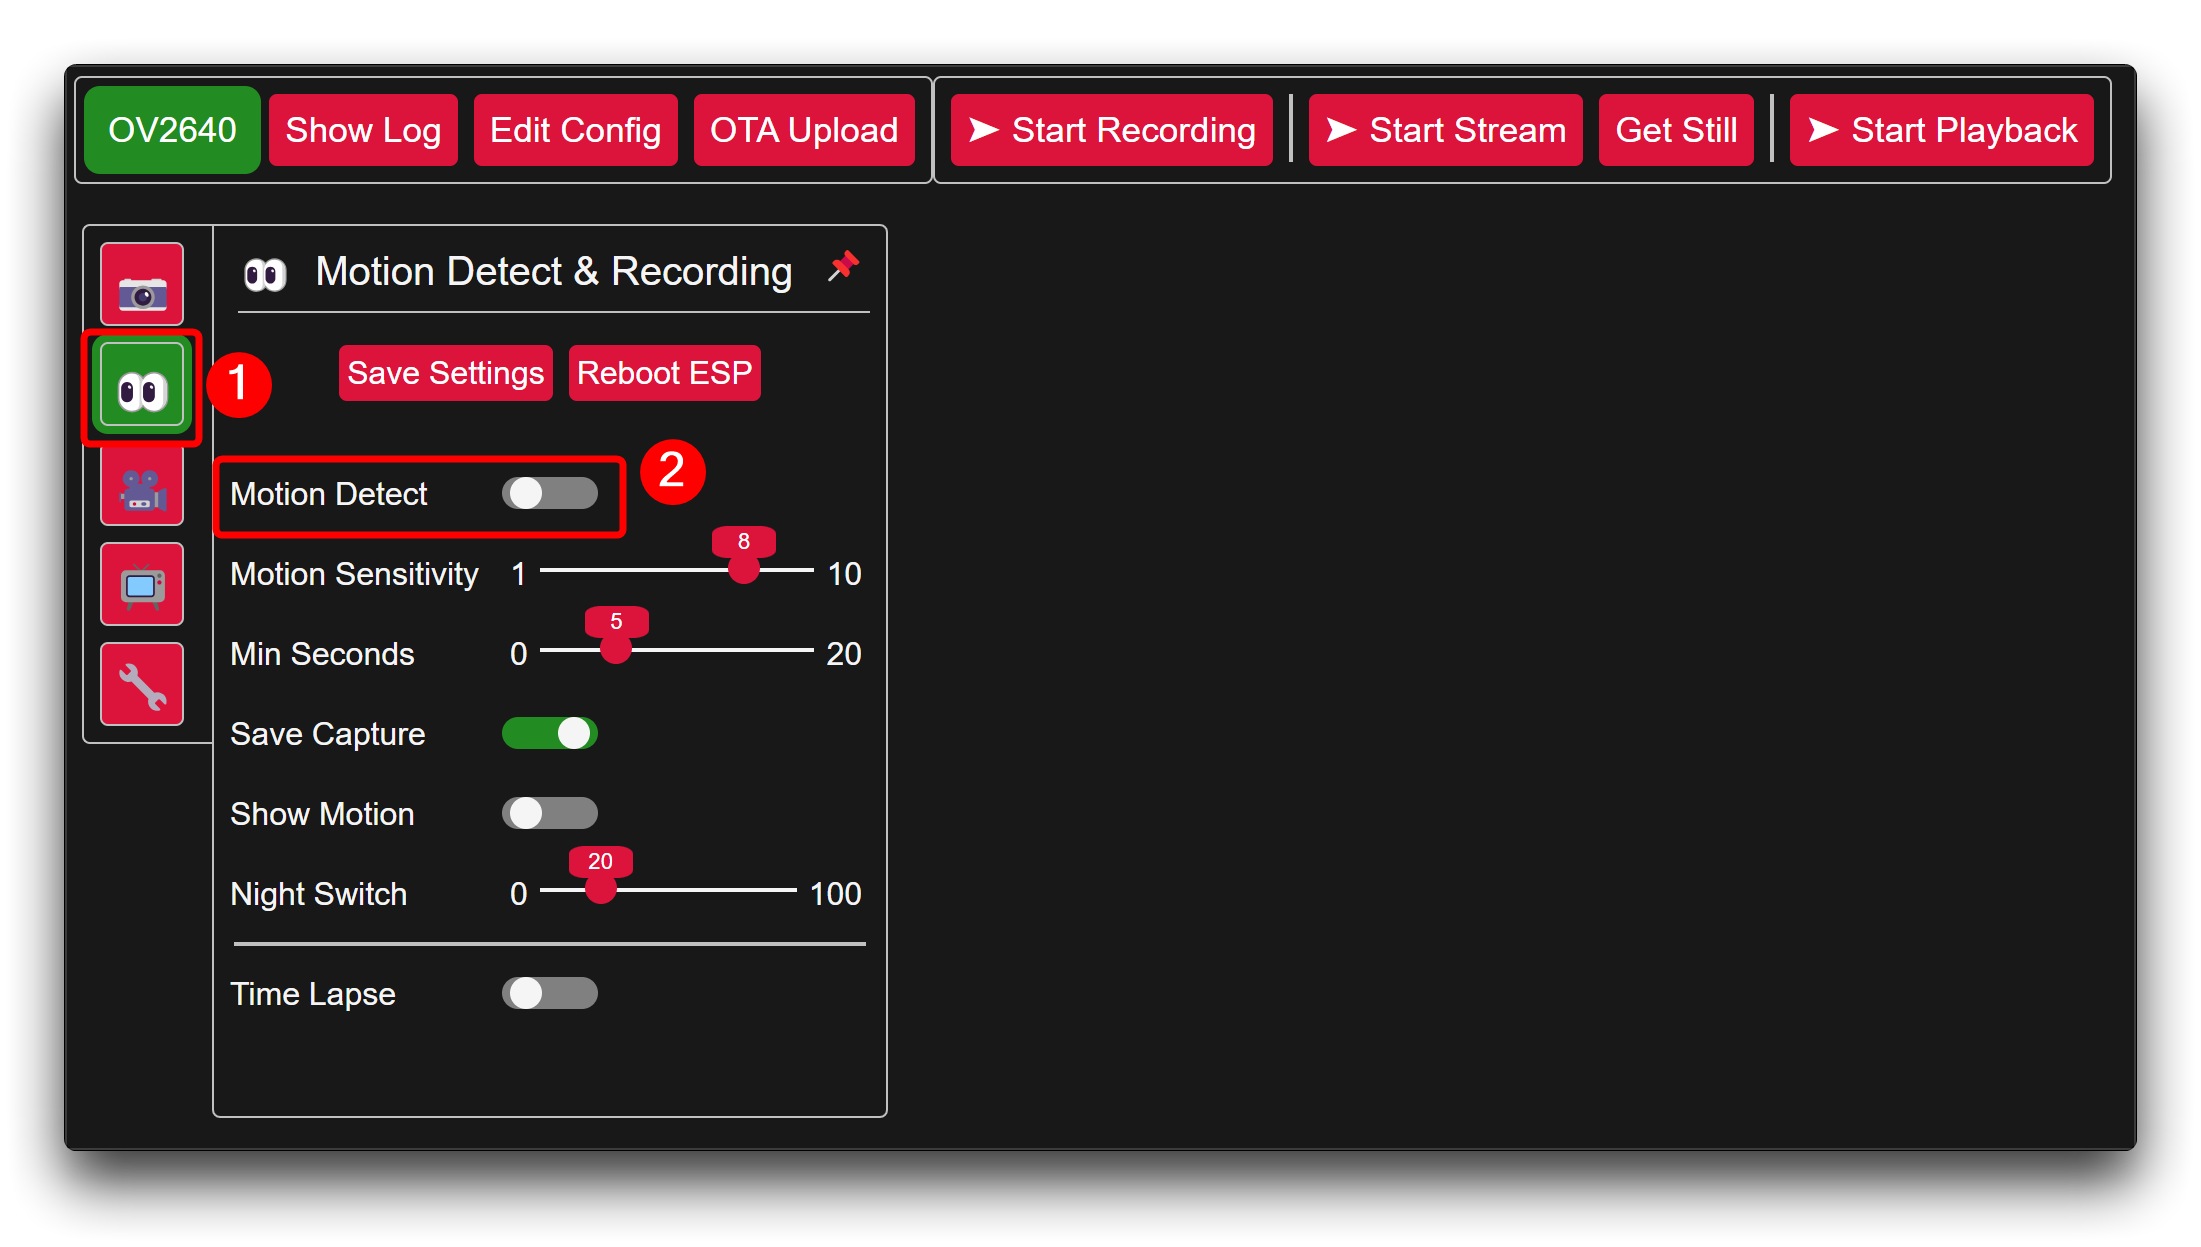 OV2640 Show Log Edit Config OTA Upload ➤ Start Recording ➤ Start Stream Get Still ➤ Start Playback
Motion Detect & Recording
1
Save Settings Reboot ESP
2
Motion Detect
8
Motion Sensitivity 1 10
5
Min Seconds 0 20
Save Capture
Show Motion
20
Night Switch 0 100
Time Lapse